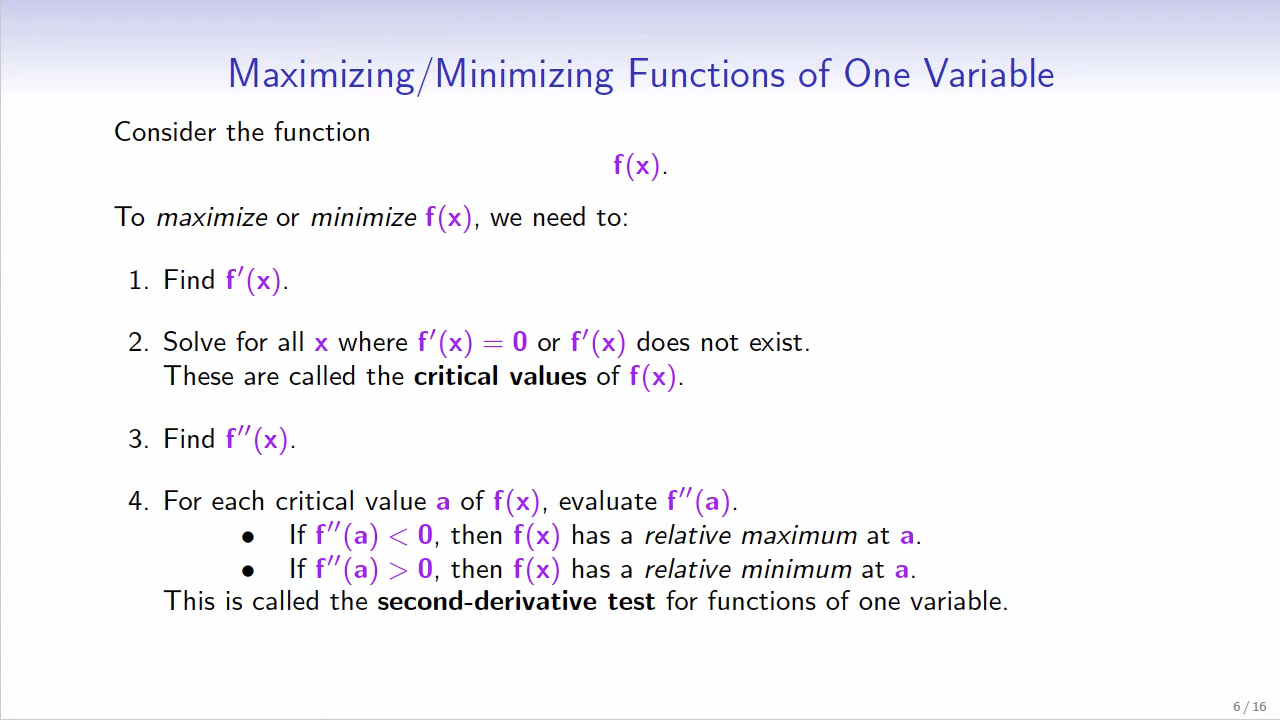 Maximizing/Minimizing Functions of One Variable
Consider the function
f(x).
To maximize or minimize f(x), we need to:
1. Find f′(x).
2. Solve for all x where f′(x) = 0 or f′(x) does not exist.
These are called the critical values of f(x).
3. Find f′′(x).
4. For each critical value a of f(x), evaluate f′′(a).
• If f′′(a) < 0, then f(x) has a relative maximum at a.
• If f′′(a) > 0, then f(x) has a relative minimum at a.
This is called the second-derivative test for functions of one variable.
6 / 16